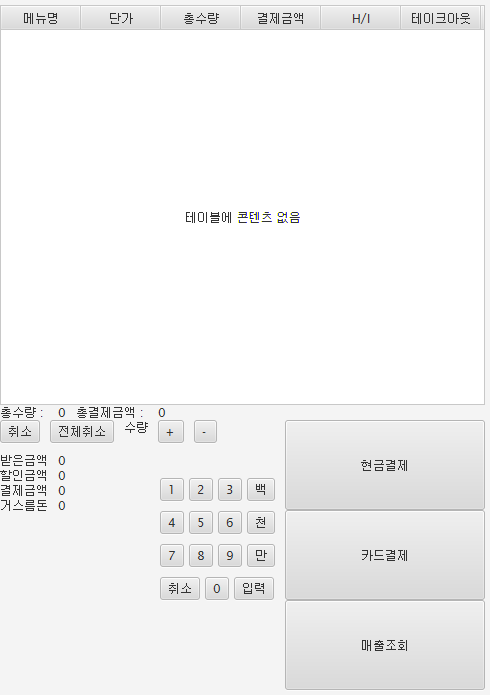 메뉴명 단가 총수량 결제금액 H/I 테이크아웃
테이블에 콘텐츠 없음
총수량 : 0 총결제금액 : 0
취소 전체취소 수량 + -
받은금액 0
할인금액 0
결제금액 0
거스름돈 0
1 2 3 백
4 5 6 천
7 8 9 만
취소 0 입력
현금결제
카드결제
매출조회